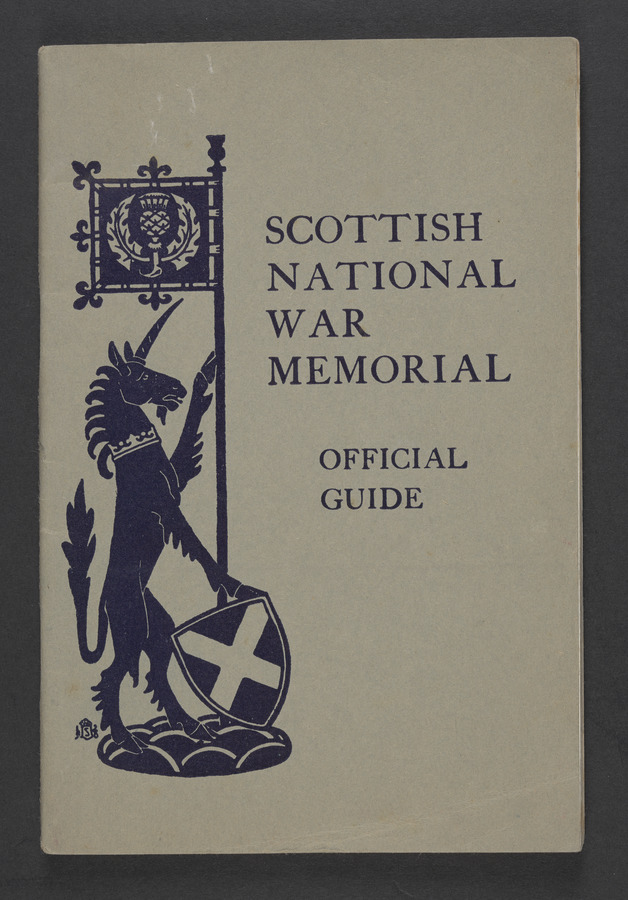 SCOTTISH
NATIONAL
WAR
MEMORIAL
OFFICIAL
GUIDE